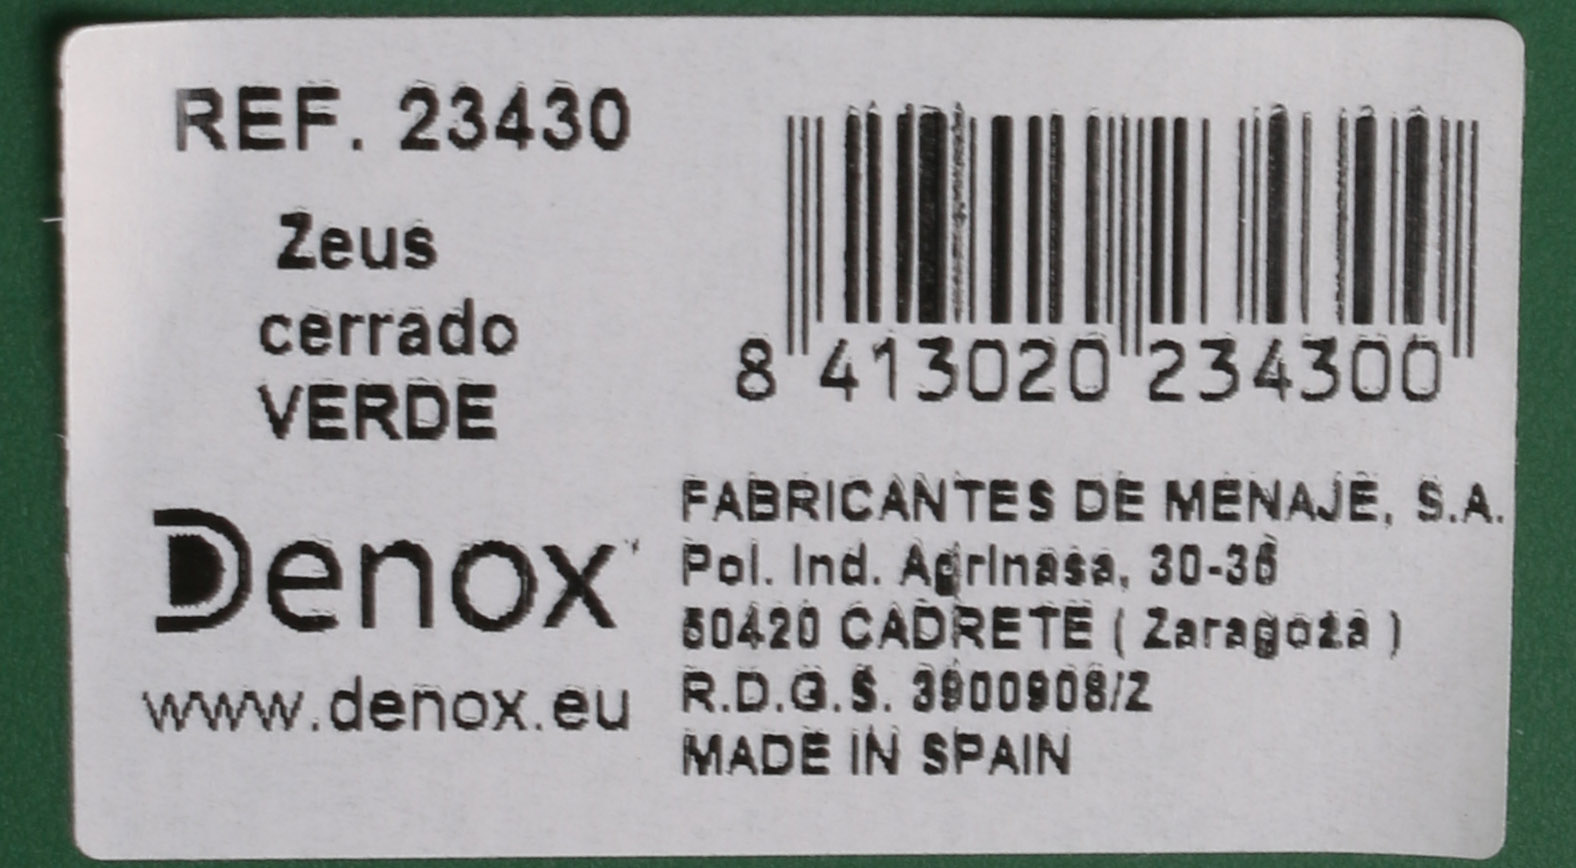 REF. 23430
Zeus
cerrado
VERDE
8 413020 234300
Denox
www.denox.eu
FABRICANTES DE MENAJE, S.A.
Pol. Ind. AgrInasa, 30-36
50420 CADRETE ( Zaragoza )
R.D.G.S. 3900908/Z
MADE IN SPAIN